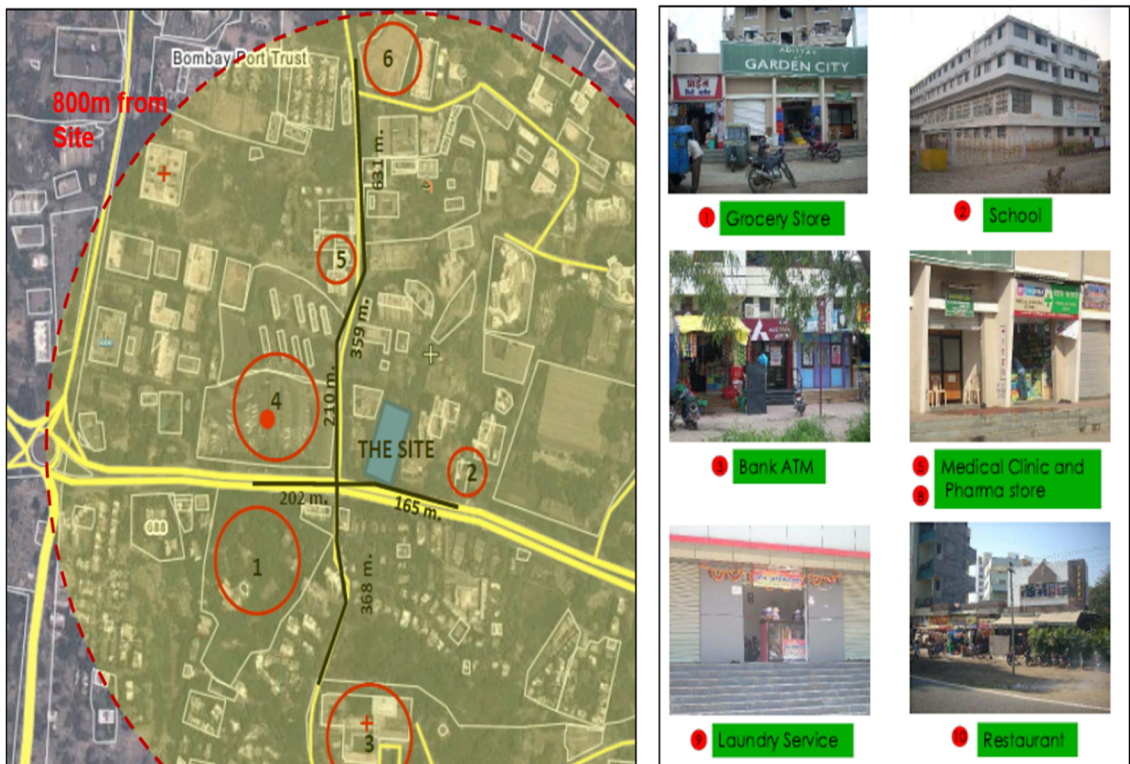 Bombay Port Trust
6
800m from
Site
631 m.
5
359 m.
4
210 m.
THE SITE
2
202 m.
165 m.
1
368 m.
3
GARDEN CITY
1 Grocery Store
2 School
3 Bank ATM
5 Medical Clinic and
8 Pharma store
9 Laundry Service
10 Restaurant